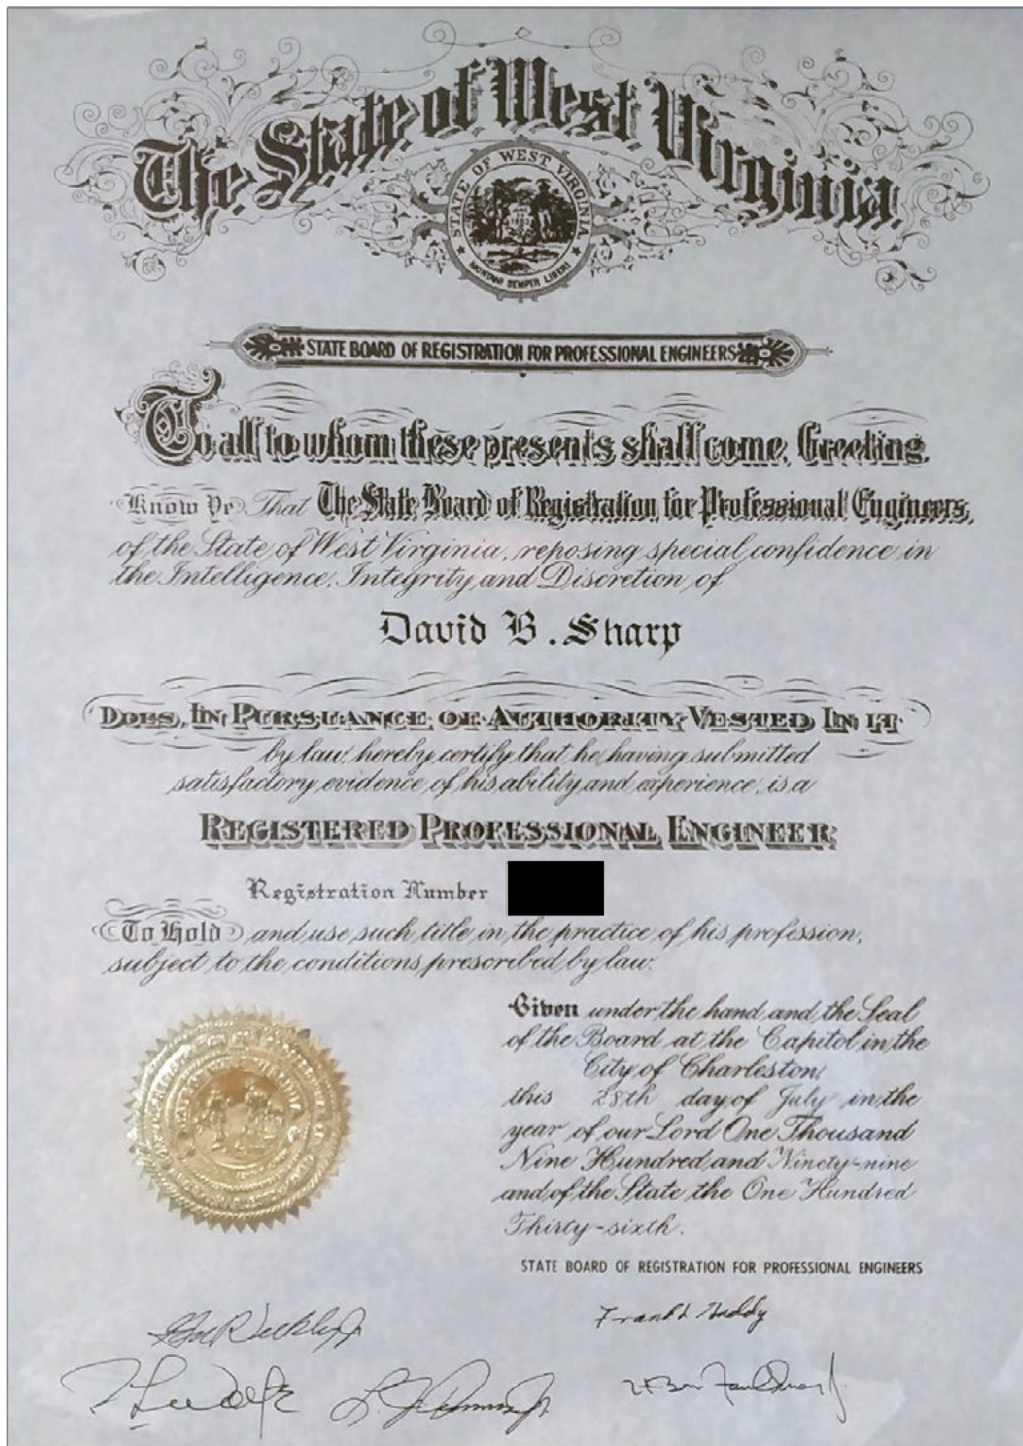 The State of West Virginia
STATE OF WEST VIRGINIA
MONTANI SEMPER LIBERI
STATE BOARD OF REGISTRATION FOR PROFESSIONAL ENGINEERS
To all to whom these presents shall come, Greeting.
Know Ye That The State Board of Registration for Professional Engineers,
of the State of West Virginia, reposing special confidence in
the Intelligence, Integrity and Discretion of
David B. Sharp
DOES, IN PURSUANCE OF AUTHORITY VESTED IN IT
by law, hereby certify that he having submitted
satisfactory evidence of his ability and experience, is a
REGISTERED PROFESSIONAL ENGINEER
Registration Number
To Hold and use such title in the practice of his profession,
subject to the conditions prescribed by law.
Given under the hand and the Seal
of the Board at the Capitol in the
City of Charleston
this 28th day of July in the
year of our Lord One Thousand
Nine Hundred and Ninety-nine
and of the State the One Hundred
Thirty-sixth.
STATE BOARD OF REGISTRATION FOR PROFESSIONAL ENGINEERS